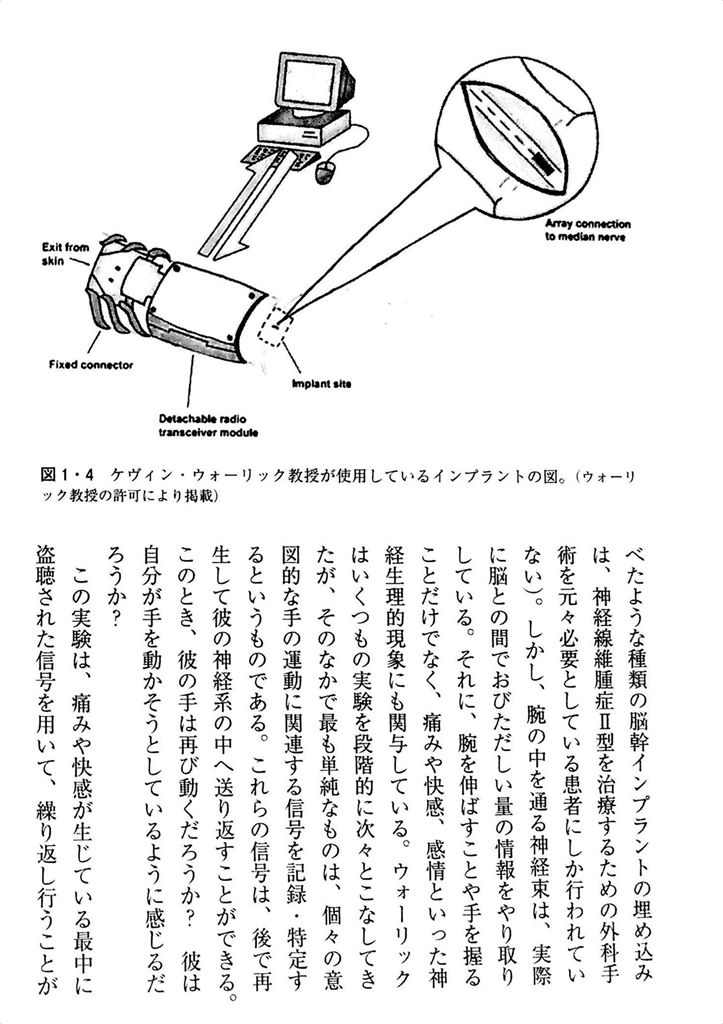 Array connection
to median nerve
Exit from
skin
Fixed connector
Implant site
Detachable radio
transceiver module
図1・4　ケヴィン・ウォーリック教授が使用しているインプラントの図。（ウォーリ
ック教授の許可により掲載）
べたような種類の脳幹インプラントの埋め込み
は、神経線維腫症Ⅱ型を治療するための外科手
術を元々必要としている患者にしか行われてい
ない）。しかし、腕の中を通る神経束は、実際
に脳との間でおびただしい量の情報をやり取り
している。それに、腕を伸ばすことや手を握る
ことだけでなく、痛みや快感、感情といった神
経生理的現象にも関与している。ウォーリック
はいくつもの実験を段階的に次々とこなしてき
たが、そのなかで最も単純なものは、個々の意
図的な手の運動に関連する信号を記録・特定す
るというものである。これらの信号は、後で再
生して彼の神経系の中へ送り返すことができる。
このとき、彼の手は再び動くだろうか？　彼は
自分が手を動かそうとしているように感じるだ
ろうか？
　この実験は、痛みや快感が生じている最中に
盗聴された信号を用いて、繰り返し行うことが